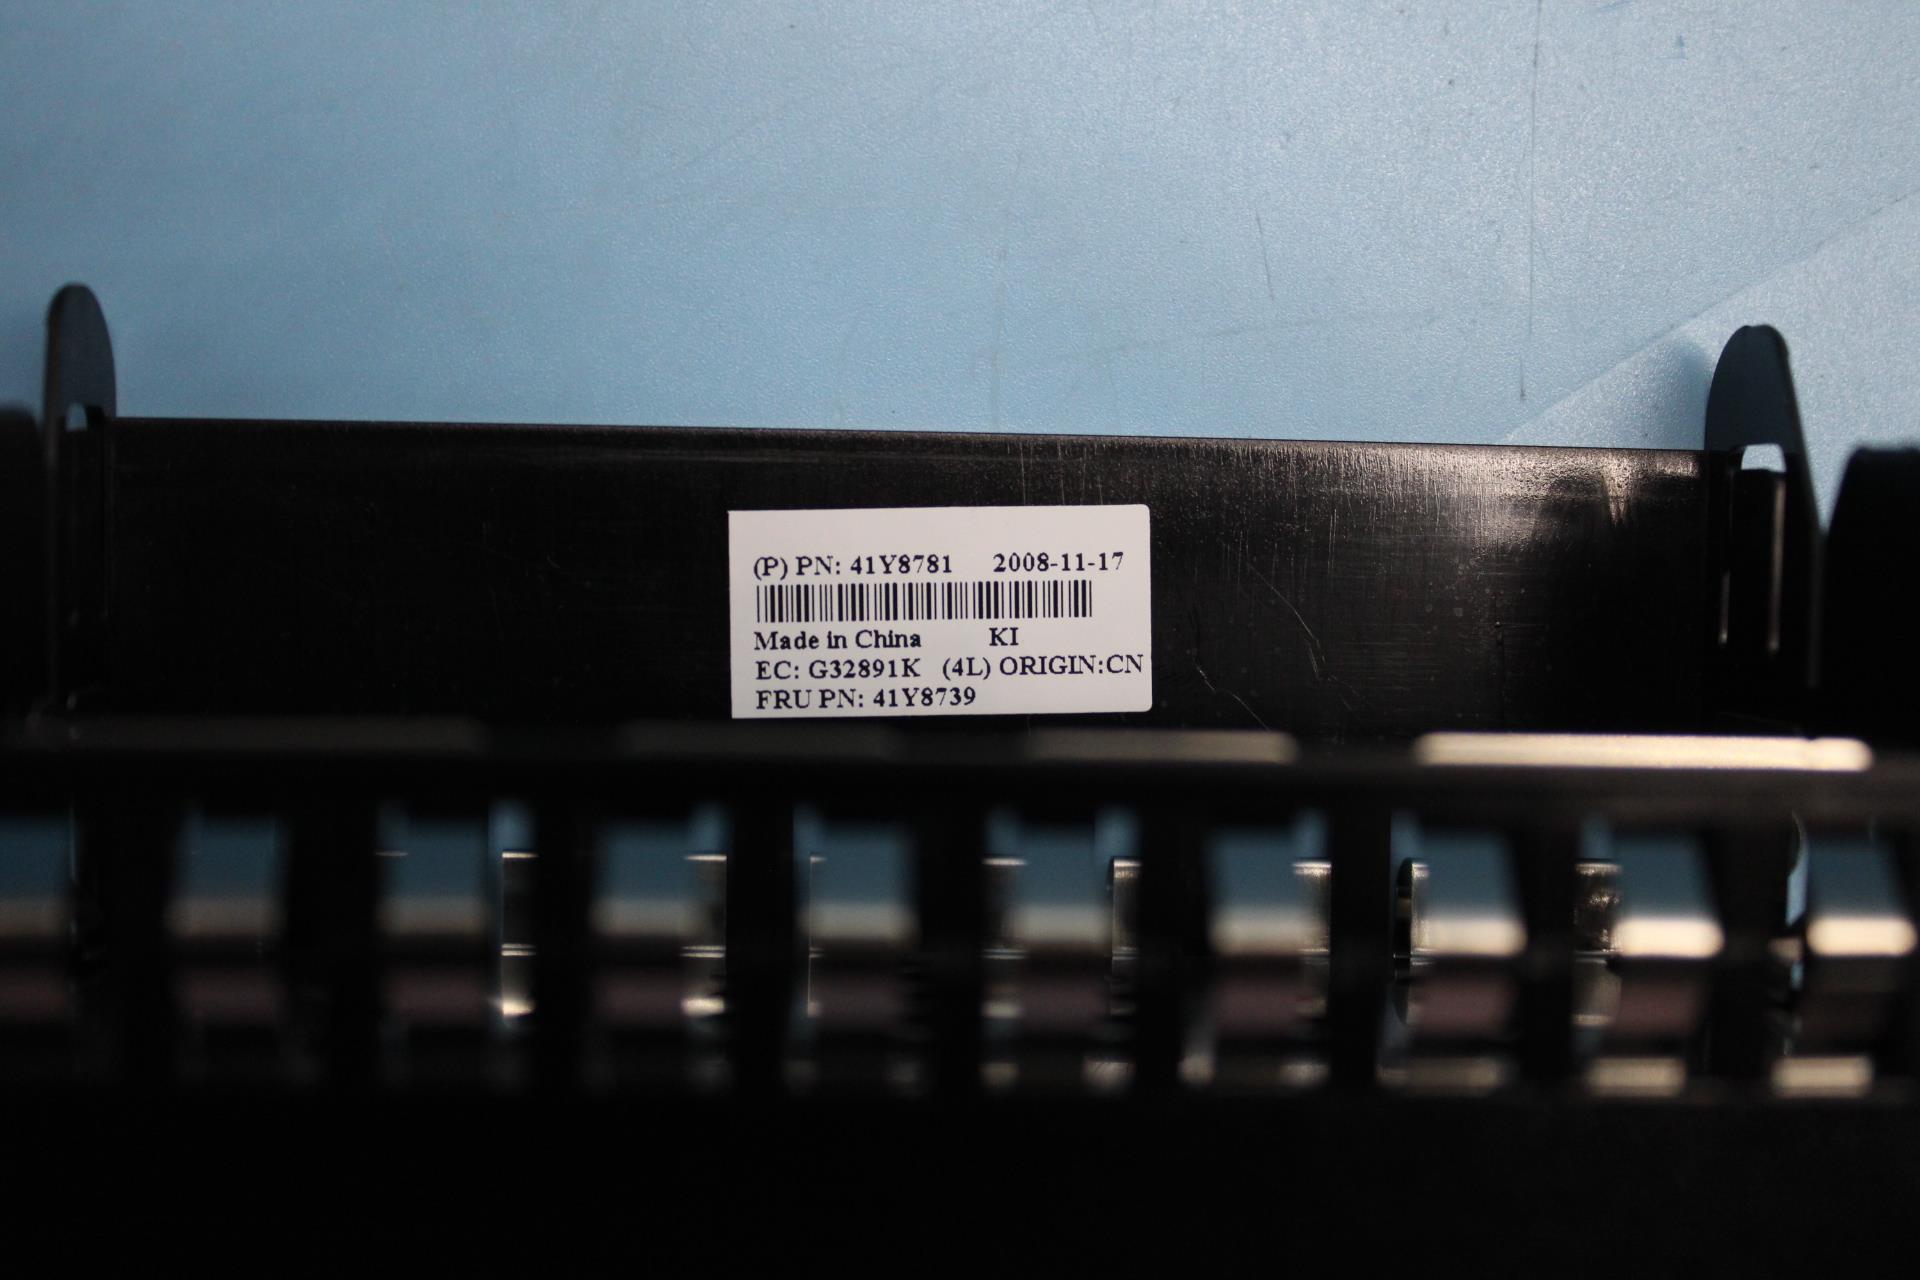 (P) PN: 41Y8781 2008-11-17
Made in China KI
EC: G32891K (4L) ORIGIN:CN
FRU PN: 41Y8739